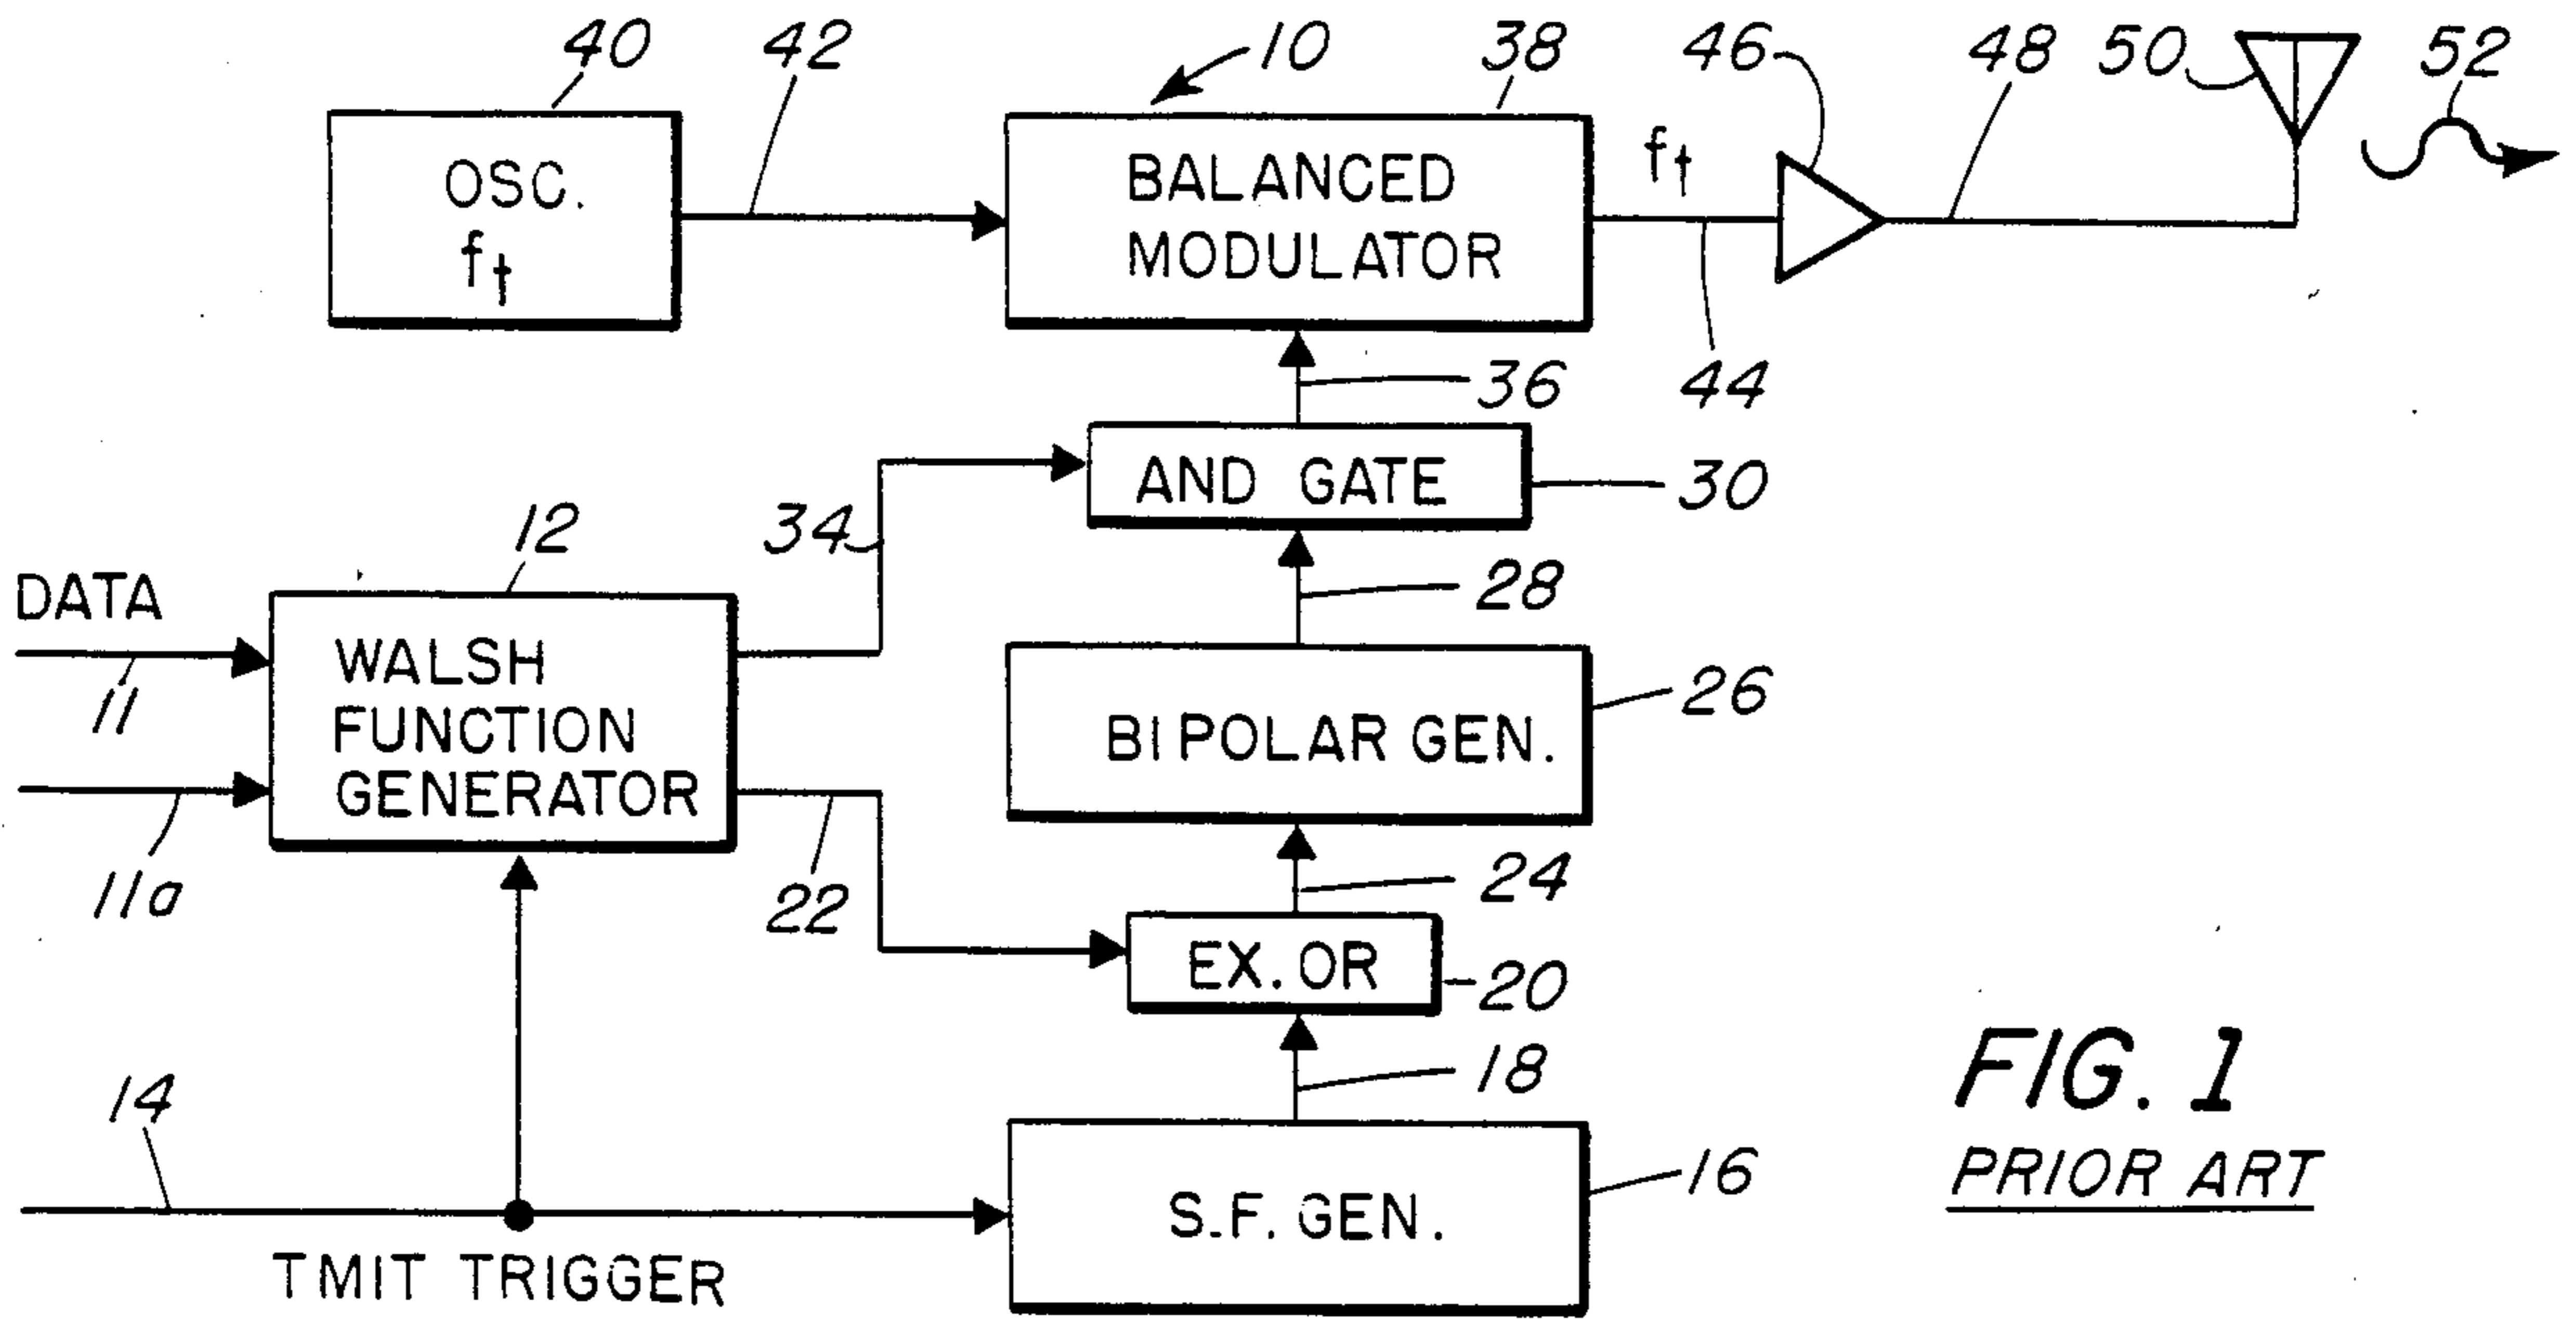 40
42
10
38
46
48
50
52
OSC.
ft
BALANCED
MODULATOR
ft
36
44
AND GATE
30
34
12
DATA
28
WALSH
FUNCTION
GENERATOR
11
26
BIPOLAR GEN.
11a
22
24
EX. OR
20
18
14
FIG. 1
PRIOR ART
16
S.F. GEN.
TMIT TRIGGER